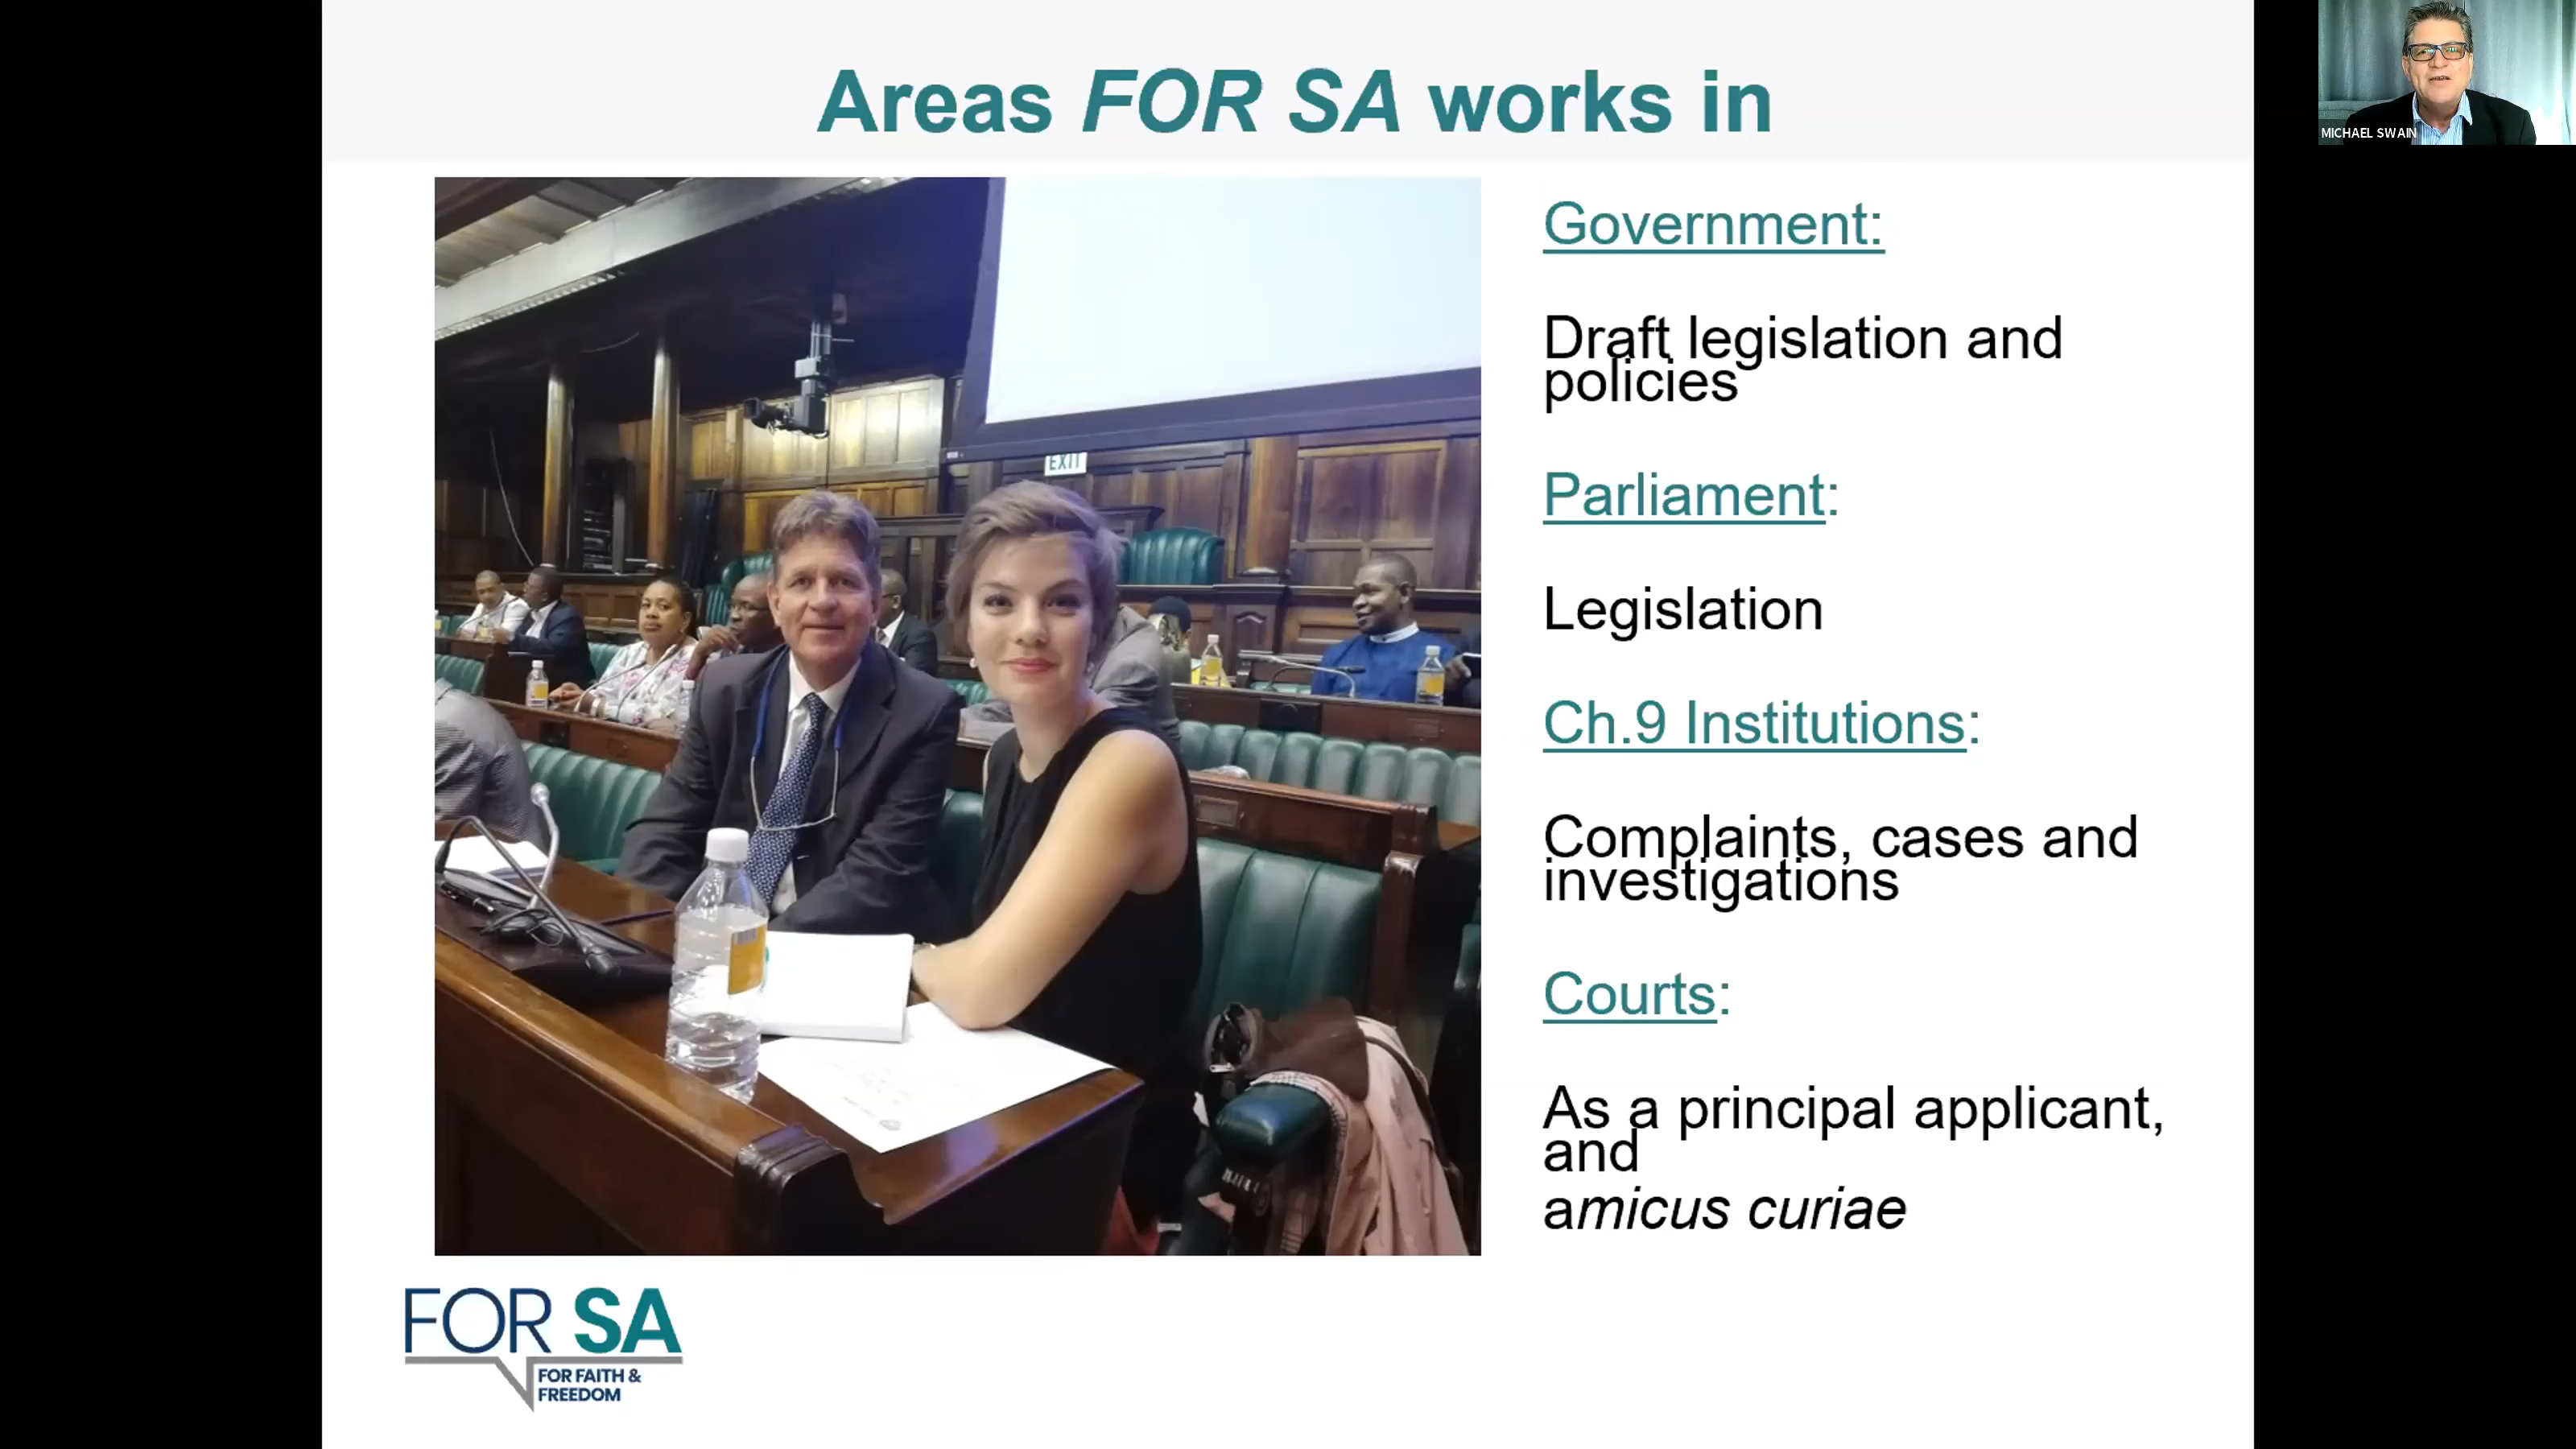 Areas FOR SA works in
MICHAEL SWAIN
EXIT
Government:
Draft legislation and
policies
Parliament:
Legislation
Ch.9 Institutions:
Complaints, cases and
investigations
Courts:
As a principal applicant,
and
amicus curiae
FOR SA
FOR FAITH &
FREEDOM